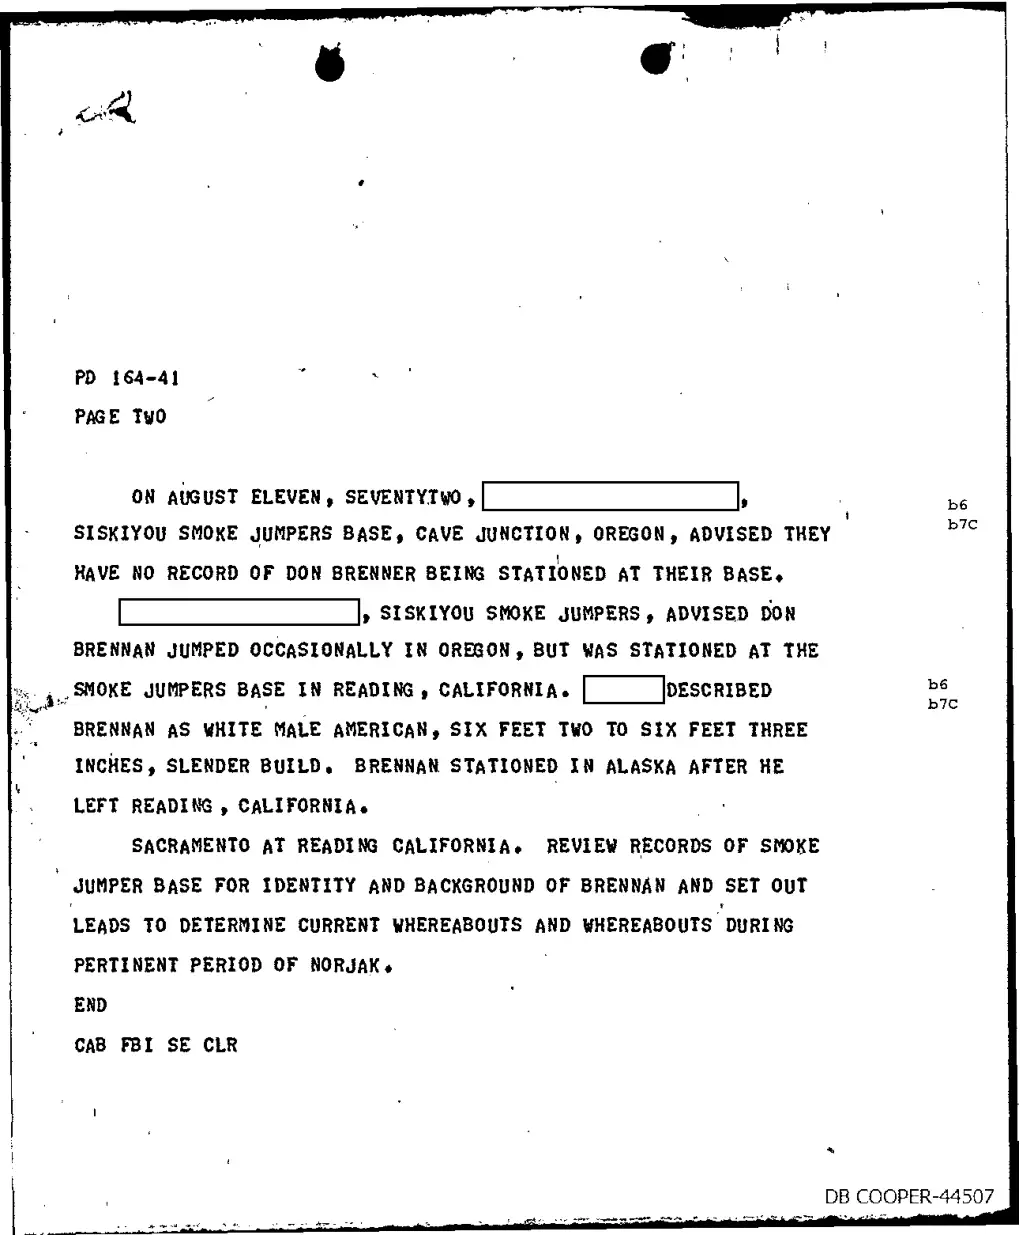 PD 164-41
PAGE TWO
ON AUGUST ELEVEN, SEVENTYTWO, ,
b6
b7C
SISKIYOU SMOKE JUMPERS BASE, CAVE JUNCTION, OREGON, ADVISED THEY
HAVE NO RECORD OF DON BRENNER BEING STATIONED AT THEIR BASE.
, SISKIYOU SMOKE JUMPERS, ADVISED DON
BRENNAN JUMPED OCCASIONALLY IN OREGON, BUT WAS STATIONED AT THE
SMOKE JUMPERS BASE IN READING, CALIFORNIA. DESCRIBED
b6
b7C
BRENNAN AS WHITE MALE AMERICAN, SIX FEET TWO TO SIX FEET THREE
INCHES, SLENDER BUILD. BRENNAN STATIONED IN ALASKA AFTER HE
LEFT READING, CALIFORNIA.
SACRAMENTO AT READING CALIFORNIA. REVIEW RECORDS OF SMOKE
JUMPER BASE FOR IDENTITY AND BACKGROUND OF BRENNAN AND SET OUT
LEADS TO DETERMINE CURRENT WHEREABOUTS AND WHEREABOUTS DURING
PERTINENT PERIOD OF NORJAK.
END
CAB FBI SE CLR
DB COOPER-44507